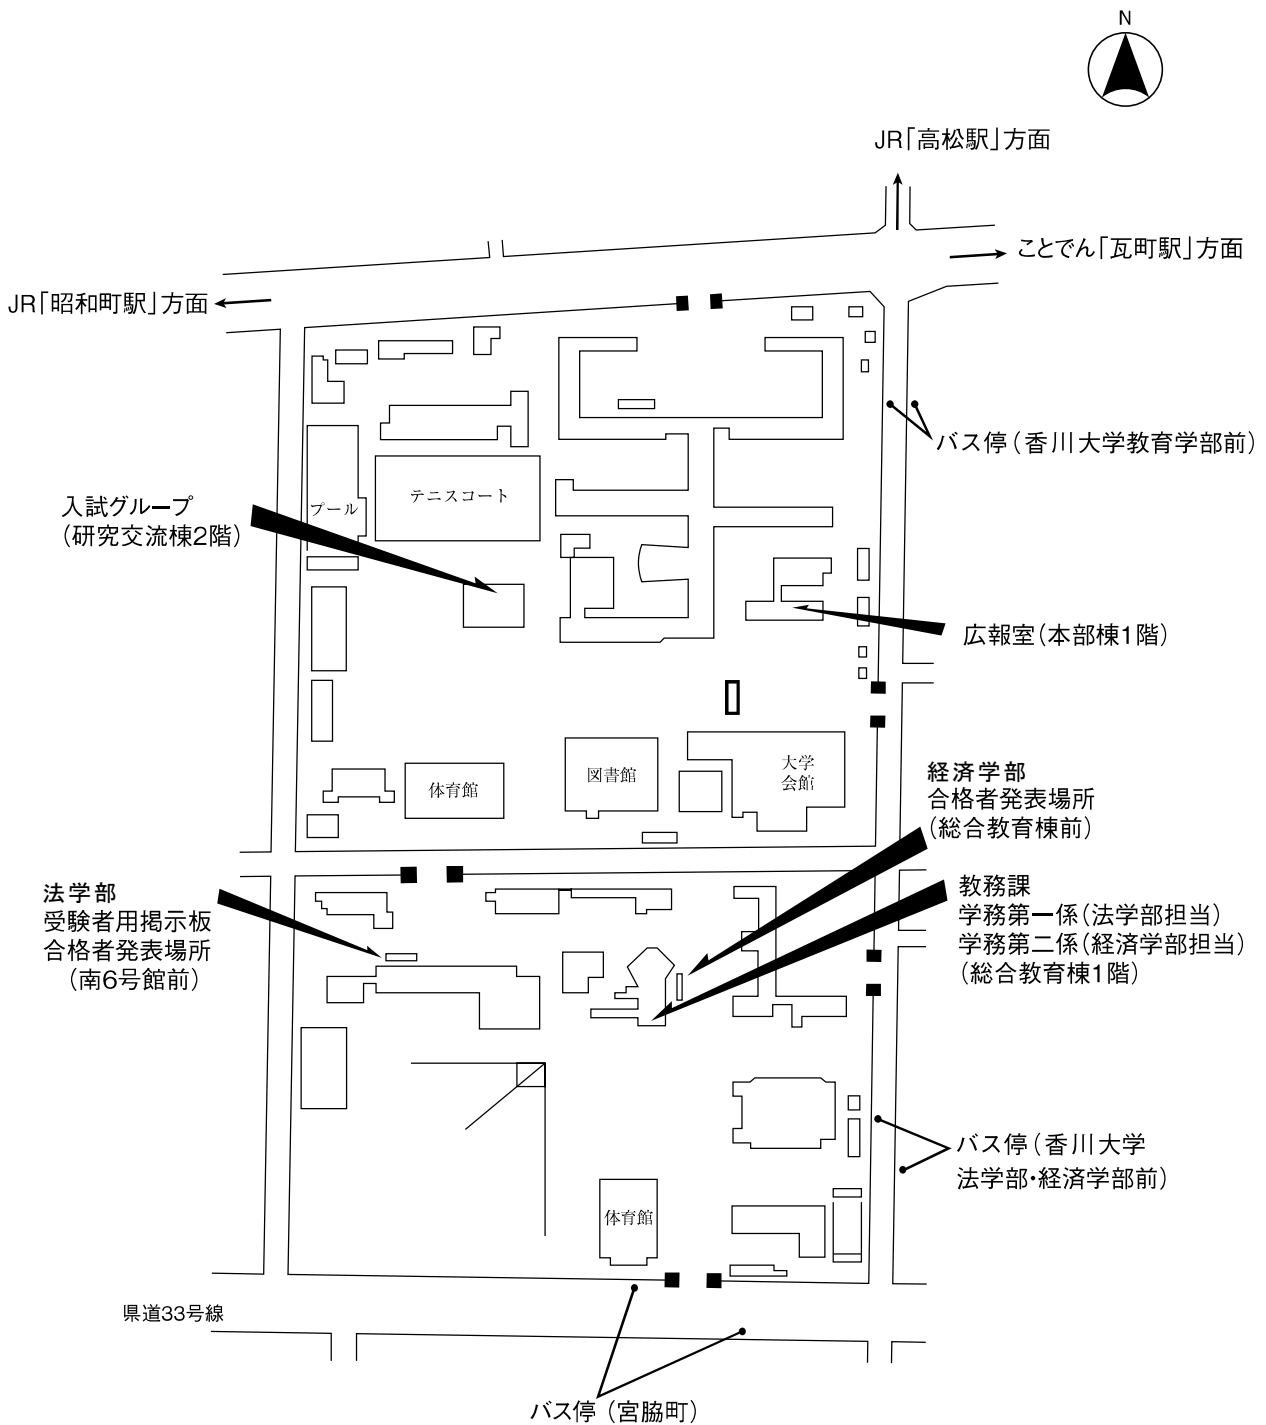 N
JR「高松駅」方面
ことでん「瓦町駅」方面
JR「昭和町駅」方面
バス停（香川大学教育学部前）
入試グループ
（研究交流棟2階）
プール
テニスコート
広報室（本部棟1階）
体育館
図書館
大学
会館
経済学部
合格者発表場所
（総合教育棟前）
法学部
受験者用掲示板
合格者発表場所
（南6号館前）
教務課
学務第一係（法学部担当）
学務第二係（経済学部担当）
（総合教育棟1階）
バス停（香川大学
法学部・経済学部前）
体育館
県道33号線
バス停（宮脇町）